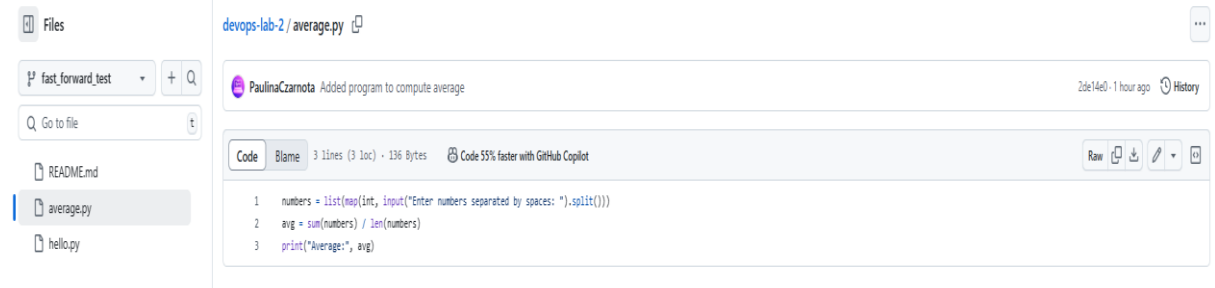 Files
fast_forward_test
Go to file
t
README.md
average.py
hello.py
devops-lab-2 / average.py
PaulinaCzarnota Added program to compute average
2de14e0 · 1 hour ago
History
Code
Blame
3 lines (3 loc) · 136 Bytes
Code 55% faster with GitHub Copilot
Raw
1 numbers = list(map(int, input("Enter numbers separated by spaces: ").split()))
2 avg = sum(numbers) / len(numbers)
3 print("Average:", avg)